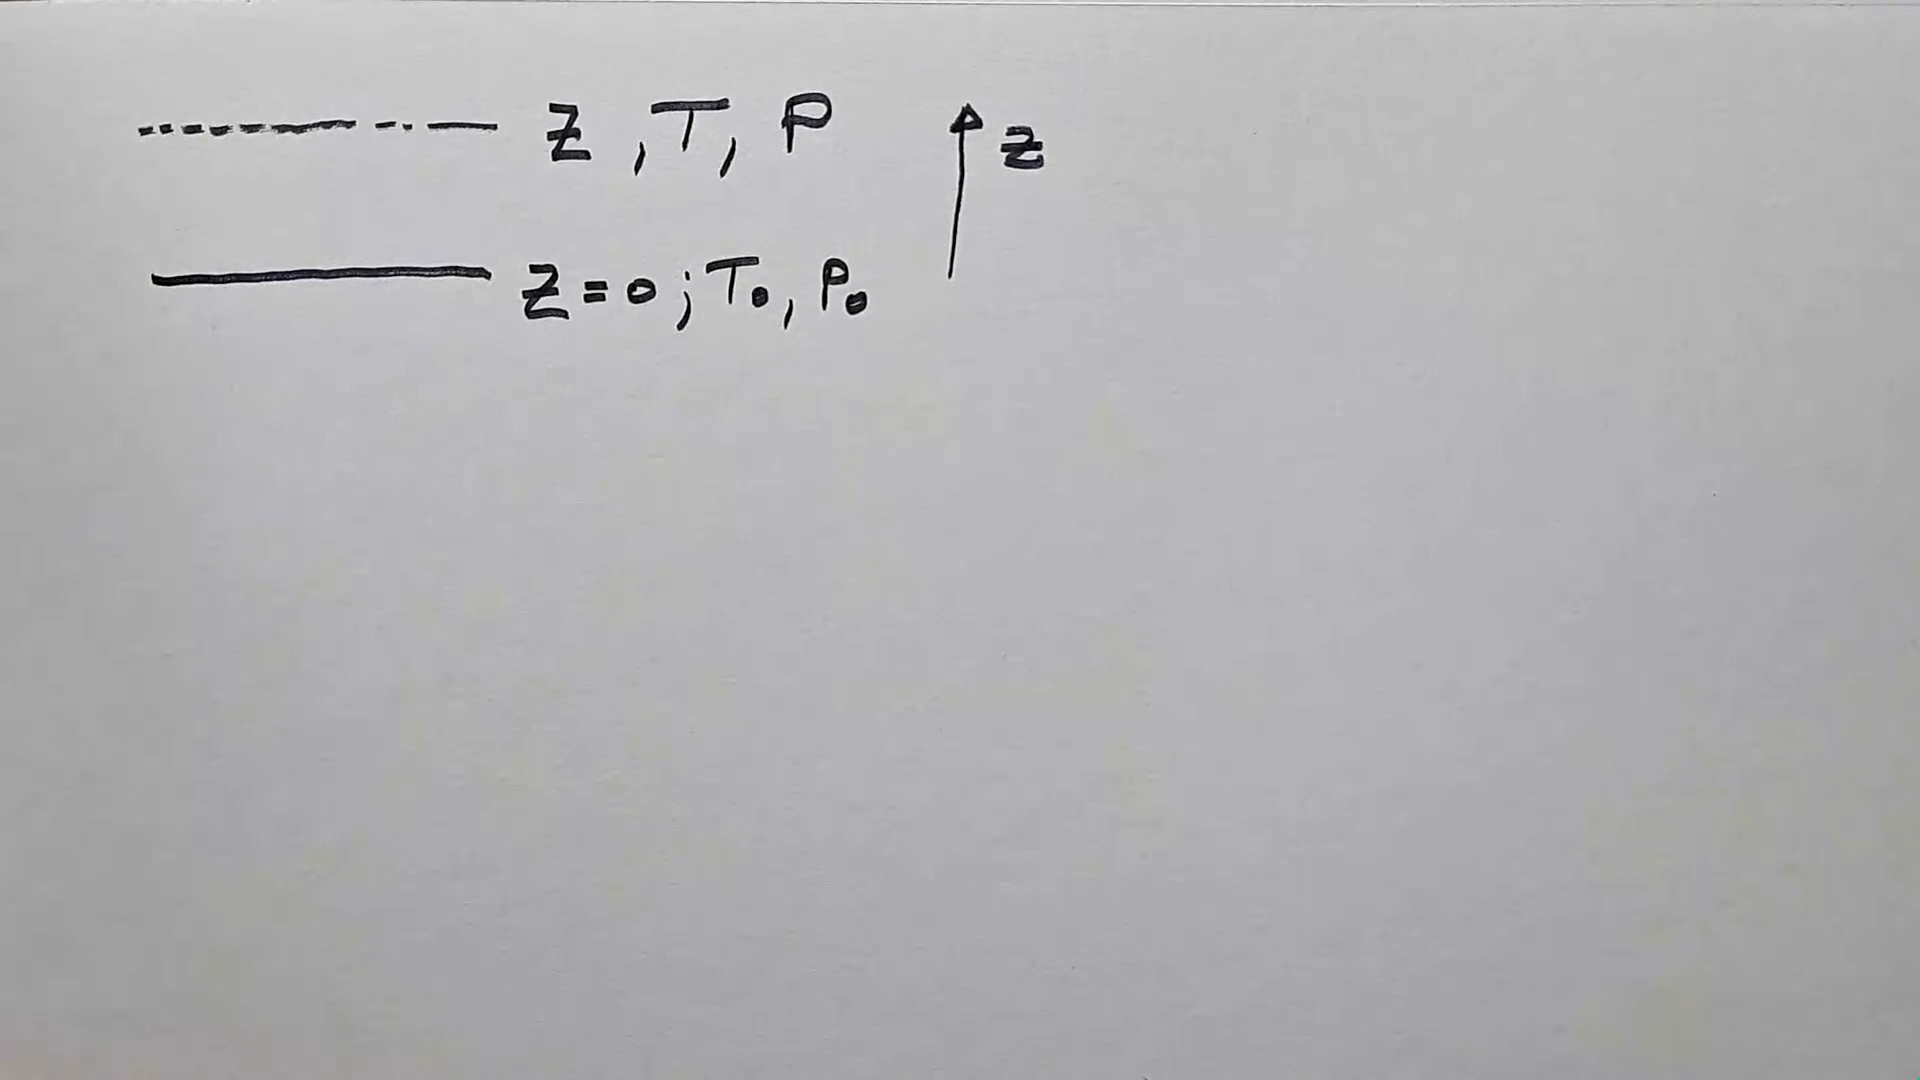 z, T, P
z
z=0; T₀, P₀